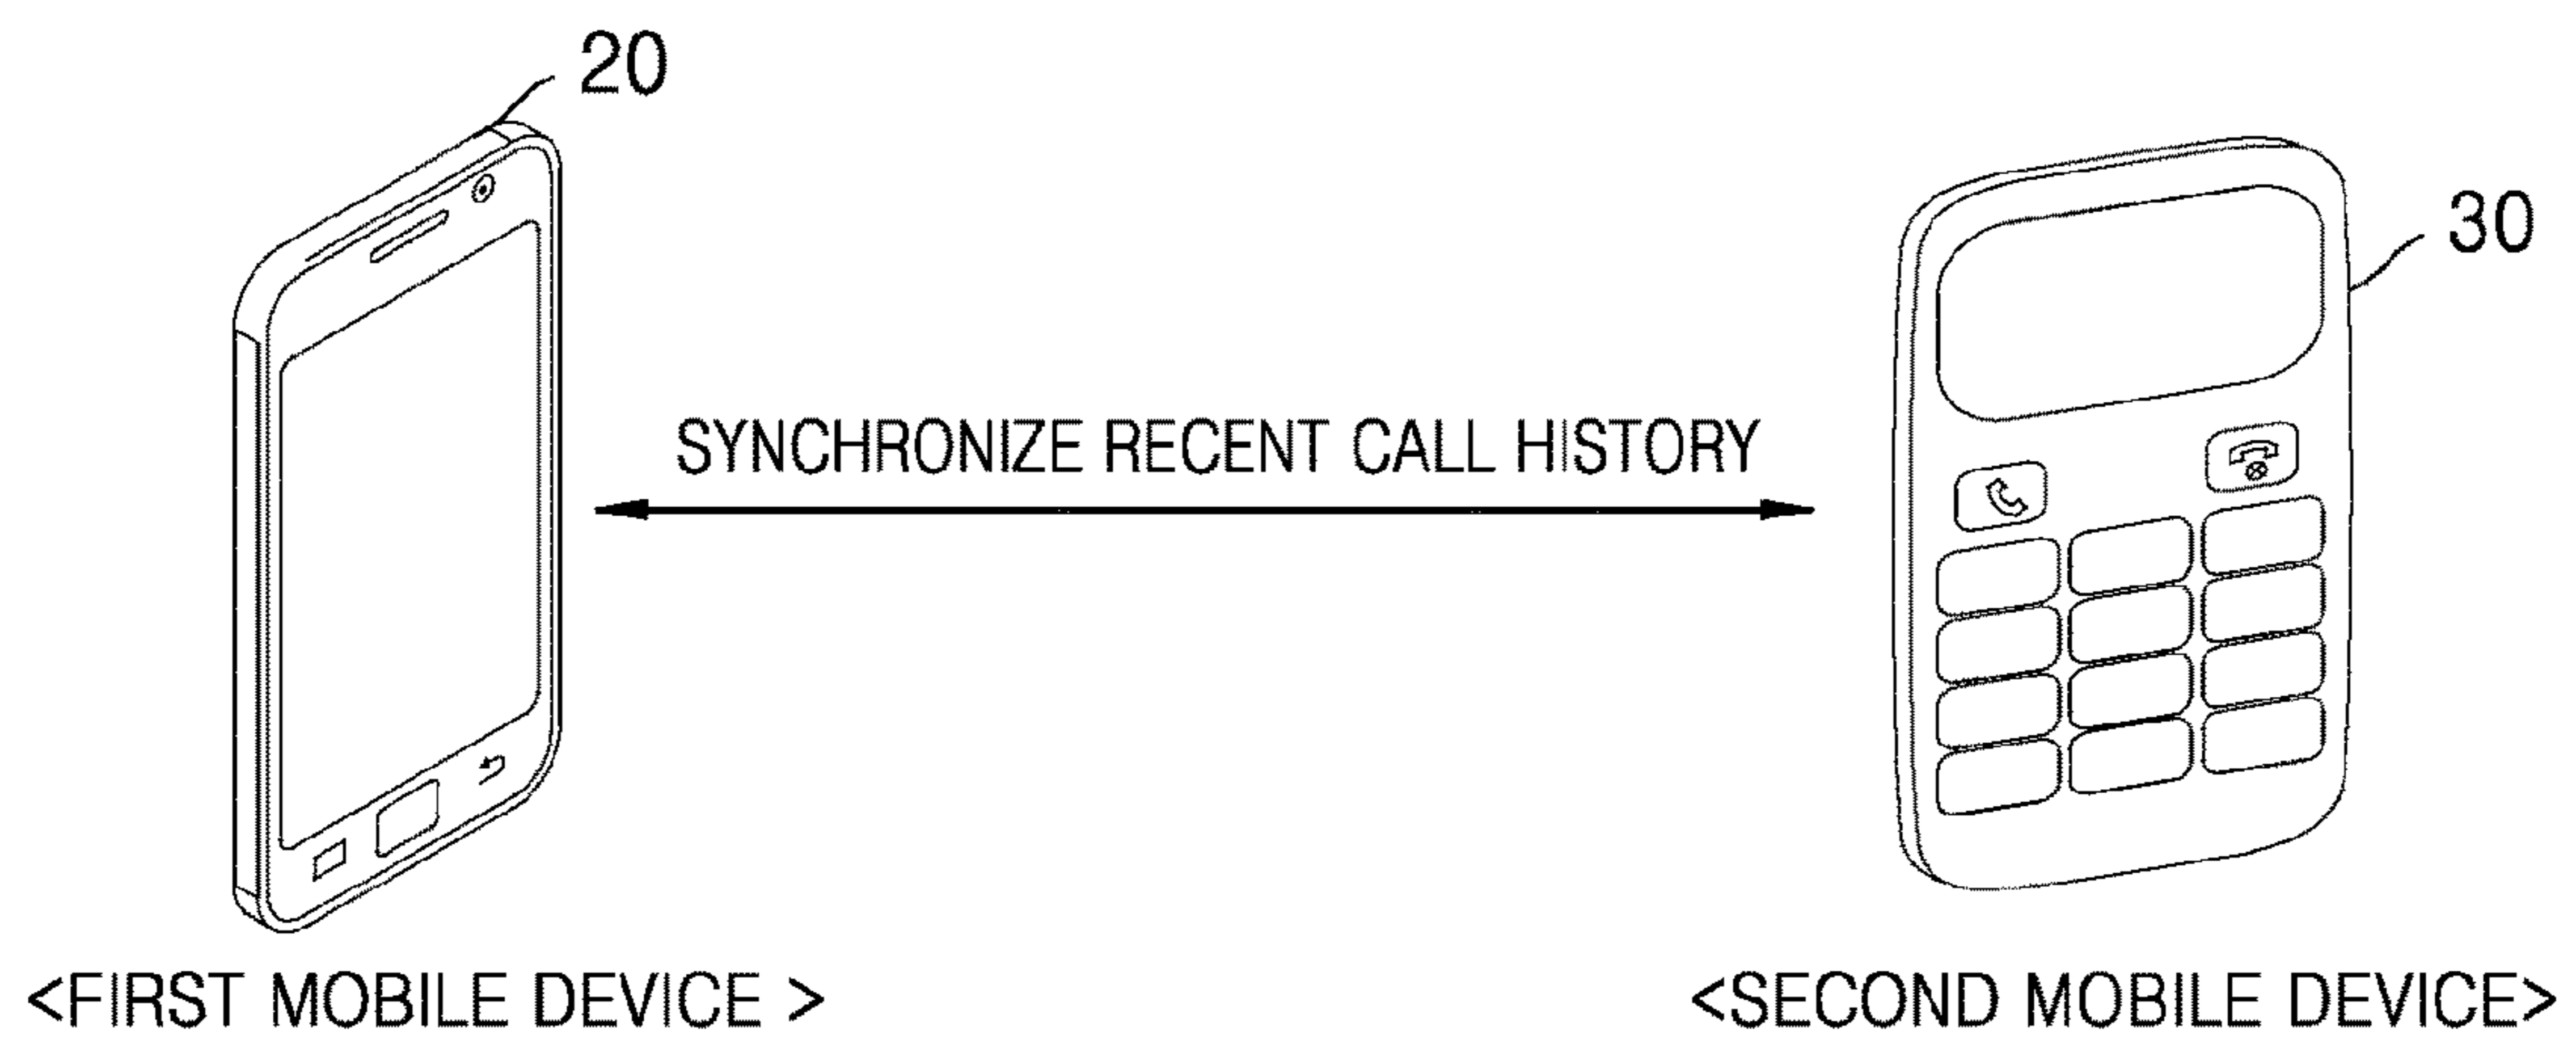 20
30
SYNCHRONIZE RECENT CALL HISTORY
<FIRST MOBILE DEVICE >
<SECOND MOBILE DEVICE>